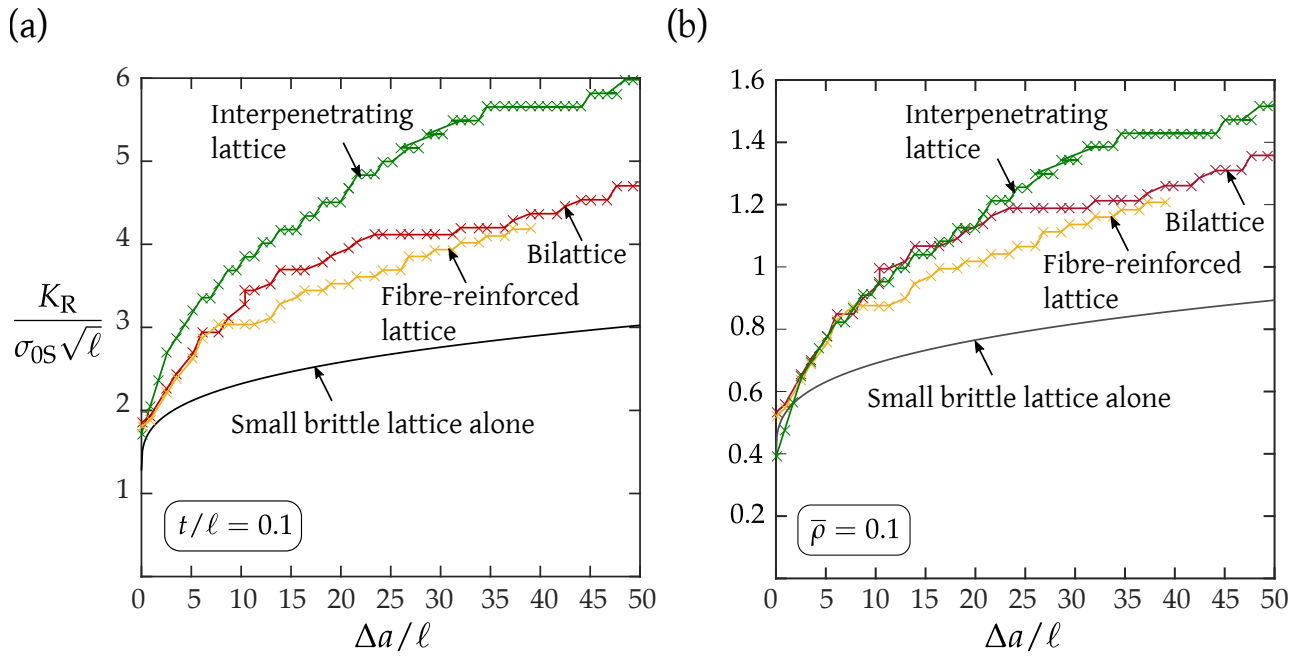 (a)
6
5
4
3
2
1
0 5 10 15 20 25 30 35 40 45 50
K_R / σ_0S √ℓ
Δa/ℓ
Interpenetrating
lattice
Bilattice
Fibre-reinforced
lattice
Small brittle lattice alone
t/ℓ = 0.1
(b)
1.6
1.4
1.2
1
0.8
0.6
0.4
0.2
0 5 10 15 20 25 30 35 40 45 50
Δa/ℓ
Interpenetrating
lattice
Bilattice
Fibre-reinforced
lattice
Small brittle lattice alone
ρ̅ = 0.1